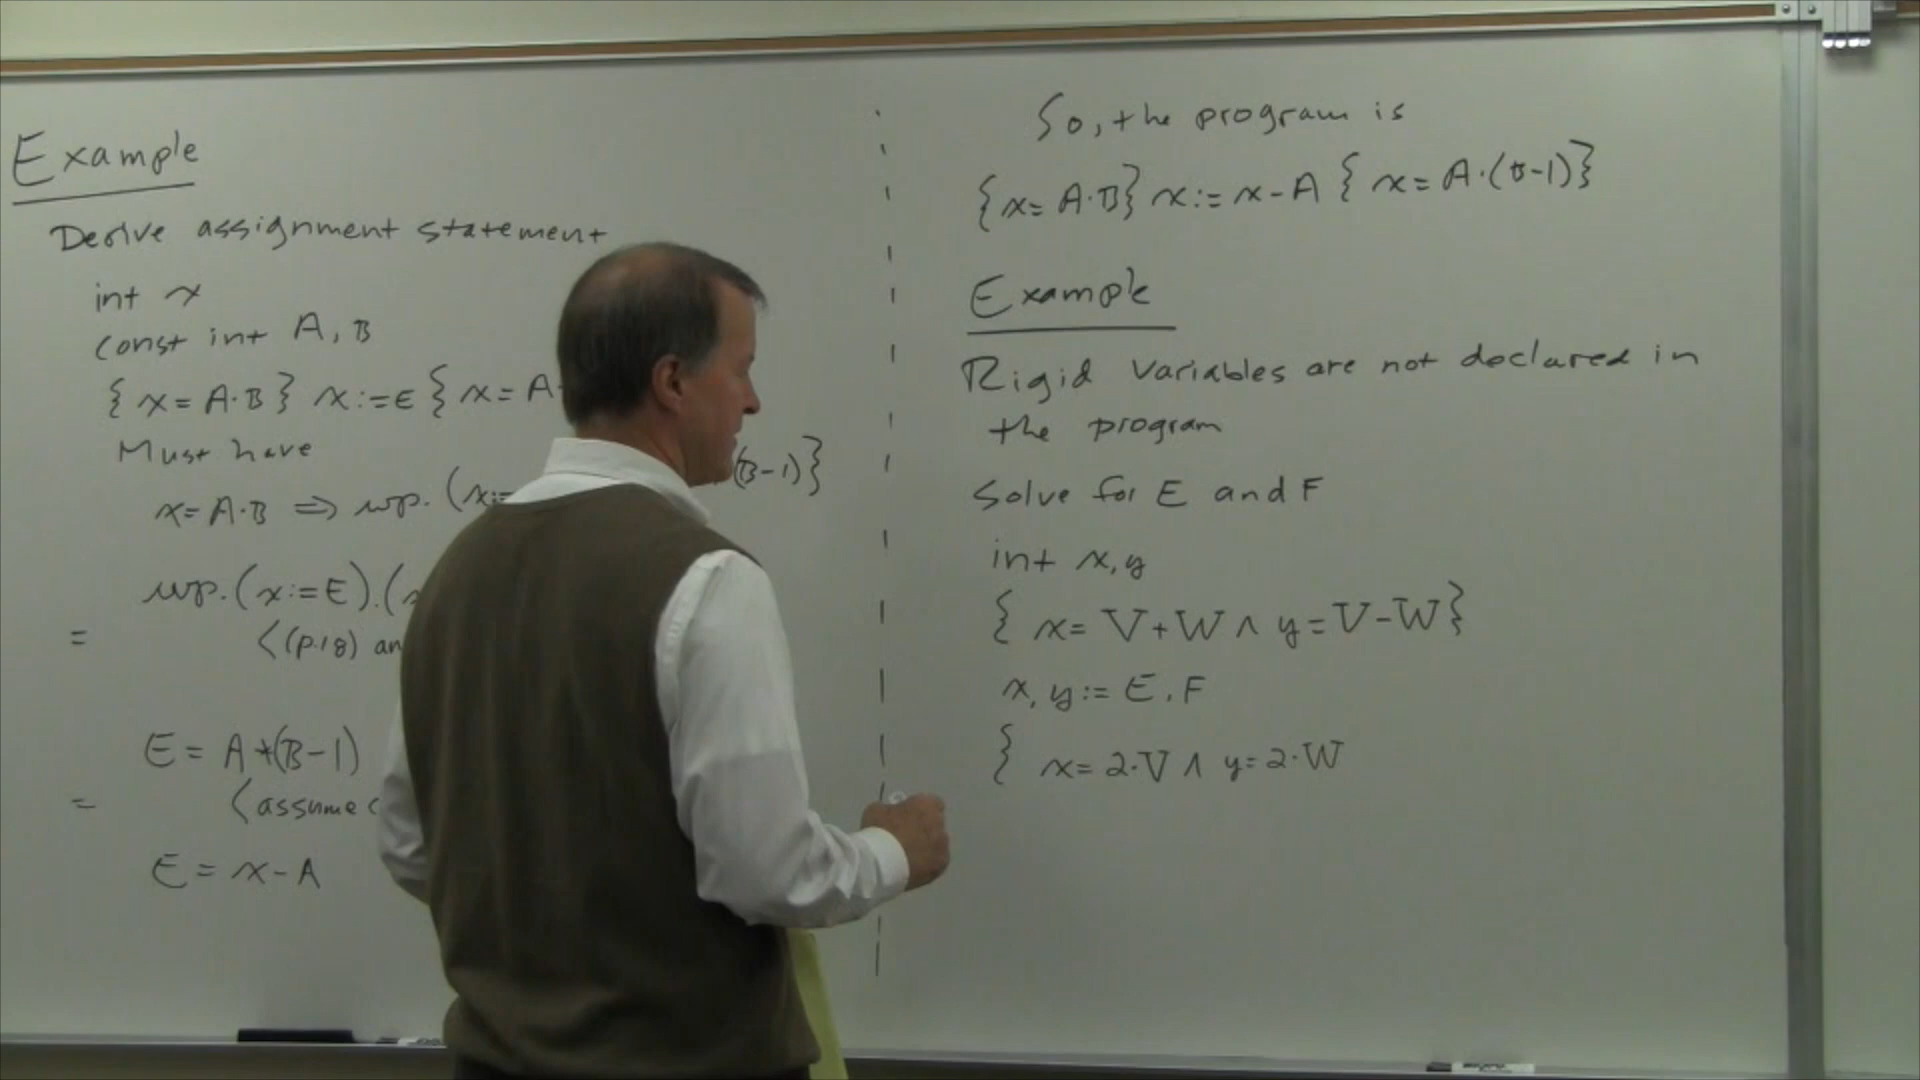 Example
Derive assignment statement
int x
const int A, B
{ x = A·B } x := E { x = A·
(B-1)}
Must have
x = A·B ⇒ wp. (x:=
wp.(x:=E).(x
= <(p.18) an
E = A*(B-1)
= <assume
E = x - A
So, the program is
{x = A·B} x := x - A { x = A·(B-1)}
Example
Rigid variables are not declared in
the program
Solve for E and F
int x, y
{ x = V + W ∧ y = V - W }
x, y := E, F
{ x = 2·V ∧ y = 2·W